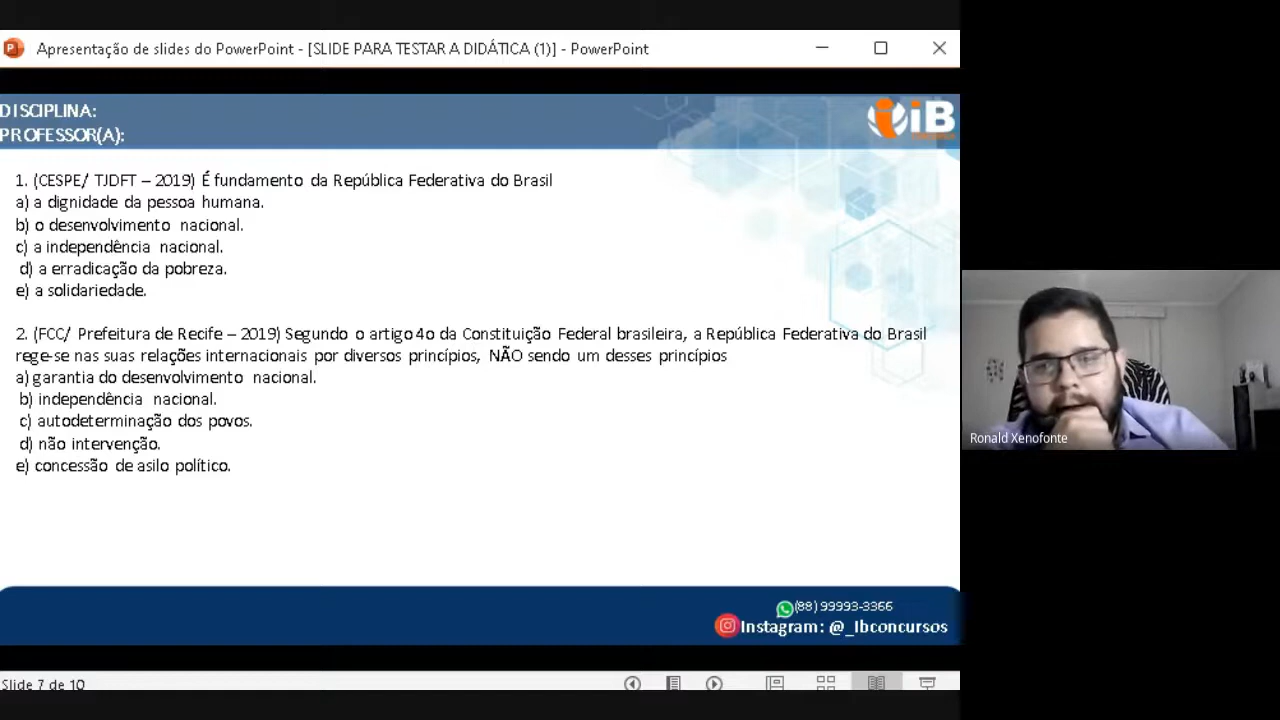 Apresentação de slides do PowerPoint - [SLIDE PARA TESTAR A DIDÁTICA (1)] - PowerPoint
DISCIPLINA:
PROFESSOR(A):
iB
1. (CESPE/ TJDFT – 2019) É fundamento da República Federativa do Brasil
a) a dignidade da pessoa humana.
b) o desenvolvimento nacional.
c) a independência nacional.
d) a erradicação da pobreza.
e) a solidariedade.
2. (FCC/ Prefeitura de Recife – 2019) Segundo o artigo 4o da Constituição Federal brasileira, a República Federativa do Brasil
rege-se nas suas relações internacionais por diversos princípios, NÃO sendo um desses princípios
a) garantia do desenvolvimento nacional.
b) independência nacional.
c) autodeterminação dos povos.
d) não intervenção.
e) concessão de asilo político.
Ronald Xenofonte
(88) 99993-3366
Instagram: @_Ibconcursos
Slide 7 de 10